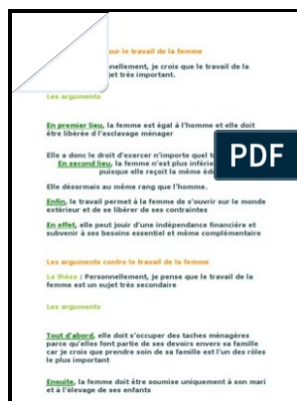 ur le travail de la femme
nnellement, je crois que le travail de la
jet très important.
Les arguments
En premier lieu, la femme est égal à l'homme et elle doit
être libérée d l'esclavage ménager
Elle a donc le droit d'exercer n'importe quel
En second lieu, la femme n'est plus
puisque elle reçoit la même
PDF
Elle désormais au même rang que l'homme.
Enfin, le travail permet à la femme de s'ouvrir sur le monde
extérieur et de se libérer de ses contraintes
En effet, elle peut jouir d'une indépendance financière et
subvenir à ses besoins essentiel et même complémentaire
Les arguments contre le travail de la femme
La thèse : Personnellement, je pense que le travail de la
femme est un sujet très secondaire
Les arguments
Tout d'abord, elle doit s'occuper des taches ménagères
parce qu'elles font partie de ses devoirs envers sa famille
car je crois que prendre soin de sa famille est l'un des rôles
le plus important
Ensuite, la femme doit être soumise uniquement à son mari
et à l'élevage de ses enfants